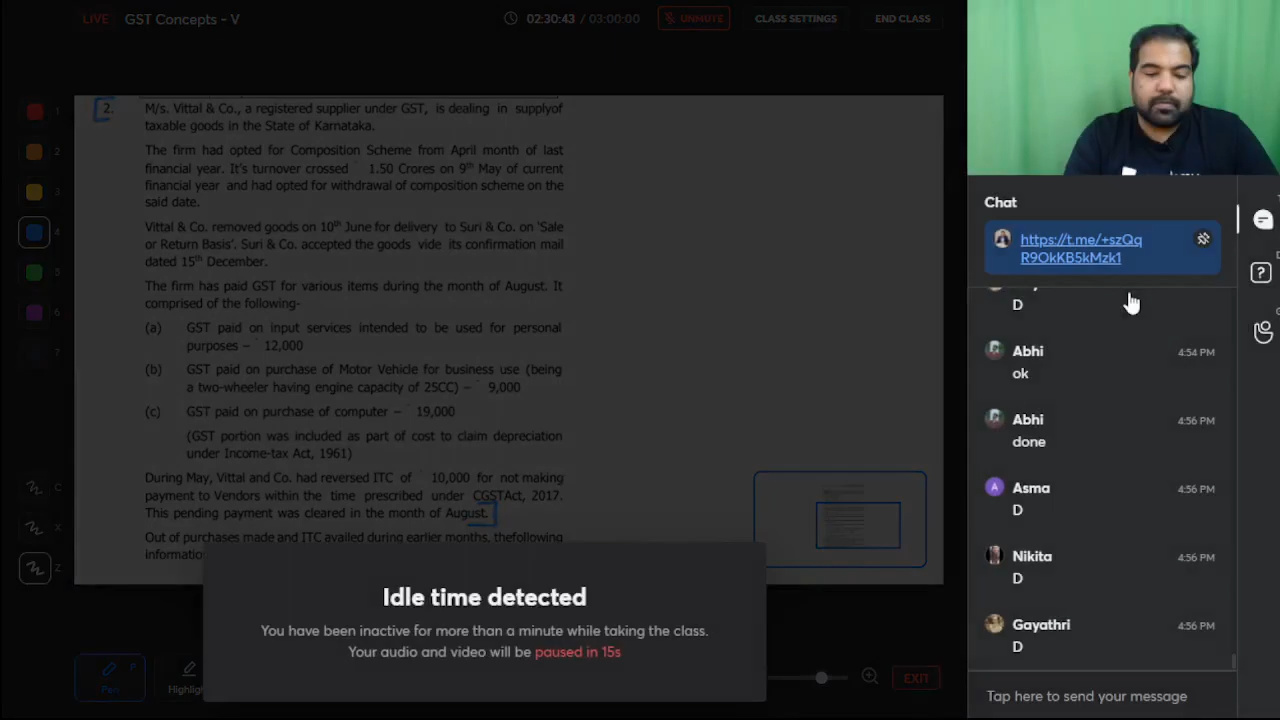 LIVE GST Concepts - V 02:30:43 / 03:00:00 UNMUTE CLASS SETTINGS END CLASS
2. M/s. Vittal & Co., a registered supplier under GST, is dealing in supplyof
taxable goods in the State of Karnataka.
The firm had opted for Composition Scheme from April month of last
financial year. It's turnover crossed ` 1.50 Crores on 9th May of current
financial year and had opted for withdrawal of composition scheme on the
said date.
Vittal & Co. removed goods on 10th June for delivery to Suri & Co. on 'Sale
or Return Basis'. Suri & Co. accepted the goods vide its confirmation mail
dated 15th December.
The firm has paid GST for various items during the month of August. It
comprised of the following-
(a) GST paid on input services intended to be used for personal
purposes – ` 12,000
(b) GST paid on purchase of Motor Vehicle for business use (being
a two-wheeler having engine capacity of 25CC) – ` 9,000
(c) GST paid on purchase of computer – ` 19,000
(GST portion was included as part of cost to claim depreciation
under Income-tax Act, 1961)
During May, Vittal and Co. had reversed ITC of ` 10,000 for not making
payment to Vendors within the time prescribed under CGSTAct, 2017.
This pending payment was cleared in the month of August.
Out of purchases made and ITC availed during earlier months, thefollowing
information
1
2
3
4
5
6
7
C
X
Z
Idle time detected
You have been inactive for more than a minute while taking the class.
Your audio and video will be paused in 15s
Pen P
Highlig
EXIT
Chat
https://t.me/+szQq
R9OkKB5kMzk1
D
Abhi 4:54 PM
ok
Abhi 4:56 PM
done
A Asma 4:56 PM
D
Nikita 4:56 PM
D
Gayathri 4:56 PM
D
Tap here to send your message